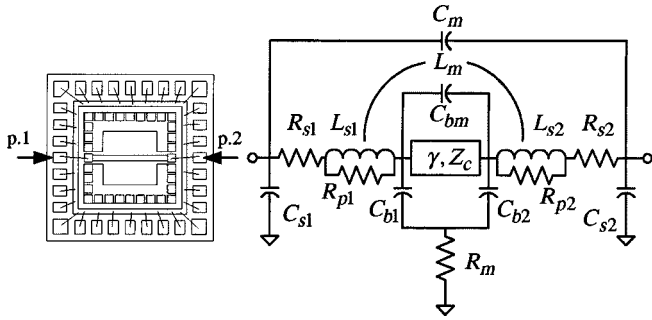 C_m
L_m
C_bm
R_s1
L_s1
L_s2
R_s2
p.1
p.2
γ, Z_c
R_p1
R_p2
C_s1
C_b1
C_b2
C_s2
R_m